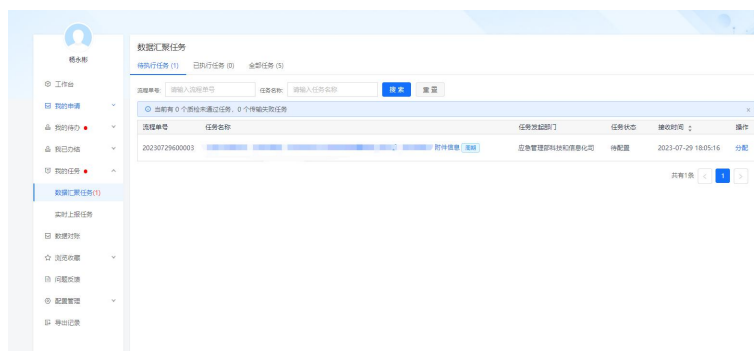 杨永彬
工作台
我的申请
我的待办
我已办结
我的任务
数据汇聚任务(1)
实时上报任务
数据对账
浏览收藏
问题反馈
配置管理
导出记录
数据汇聚任务
待执行任务 (1) 已执行任务 (0) 全部任务 (5)
流程单号: 请输入流程单号 任务名称: 请输入任务名称 搜索 重置
当前有 0 个质检未通过任务、0 个传输失败任务
流程单号 任务名称 任务发起部门 任务状态 接收时间 操作
20230729600003 附件信息 应急管理部科技和信息化司 待配置 2023-07-29 18:05:16 分配
共有1条 < 1 >